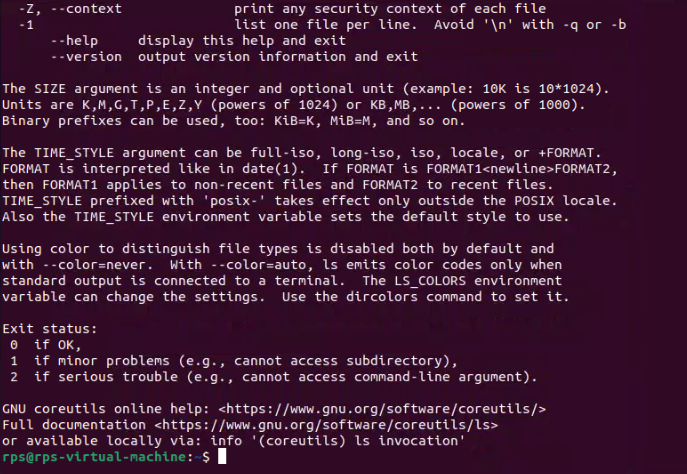 -Z, --context              print any security context of each file
-1                         list one file per line.  Avoid '\n' with -q or -b
--help     display this help and exit
--version  output version information and exit
The SIZE argument is an integer and optional unit (example: 10K is 10*1024).
Units are K,M,G,T,P,E,Z,Y (powers of 1024) or KB,MB,... (powers of 1000).
Binary prefixes can be used, too: KiB=K, MiB=M, and so on.
The TIME_STYLE argument can be full-iso, long-iso, iso, locale, or +FORMAT.
FORMAT is interpreted like in date(1).  If FORMAT is FORMAT1<newline>FORMAT2,
then FORMAT1 applies to non-recent files and FORMAT2 to recent files.
TIME_STYLE prefixed with 'posix-' takes effect only outside the POSIX locale.
Also the TIME_STYLE environment variable sets the default style to use.
Using color to distinguish file types is disabled both by default and
with --color=never.  With --color=auto, ls emits color codes only when
standard output is connected to a terminal.  The LS_COLORS environment
variable can change the settings.  Use the dircolors command to set it.
Exit status:
0  if OK,
1  if minor problems (e.g., cannot access subdirectory),
2  if serious trouble (e.g., cannot access command-line argument).
GNU coreutils online help: <https://www.gnu.org/software/coreutils/>
Full documentation <https://www.gnu.org/software/coreutils/ls>
or available locally via: info '(coreutils) ls invocation'
rps@rps-virtual-machine:~$